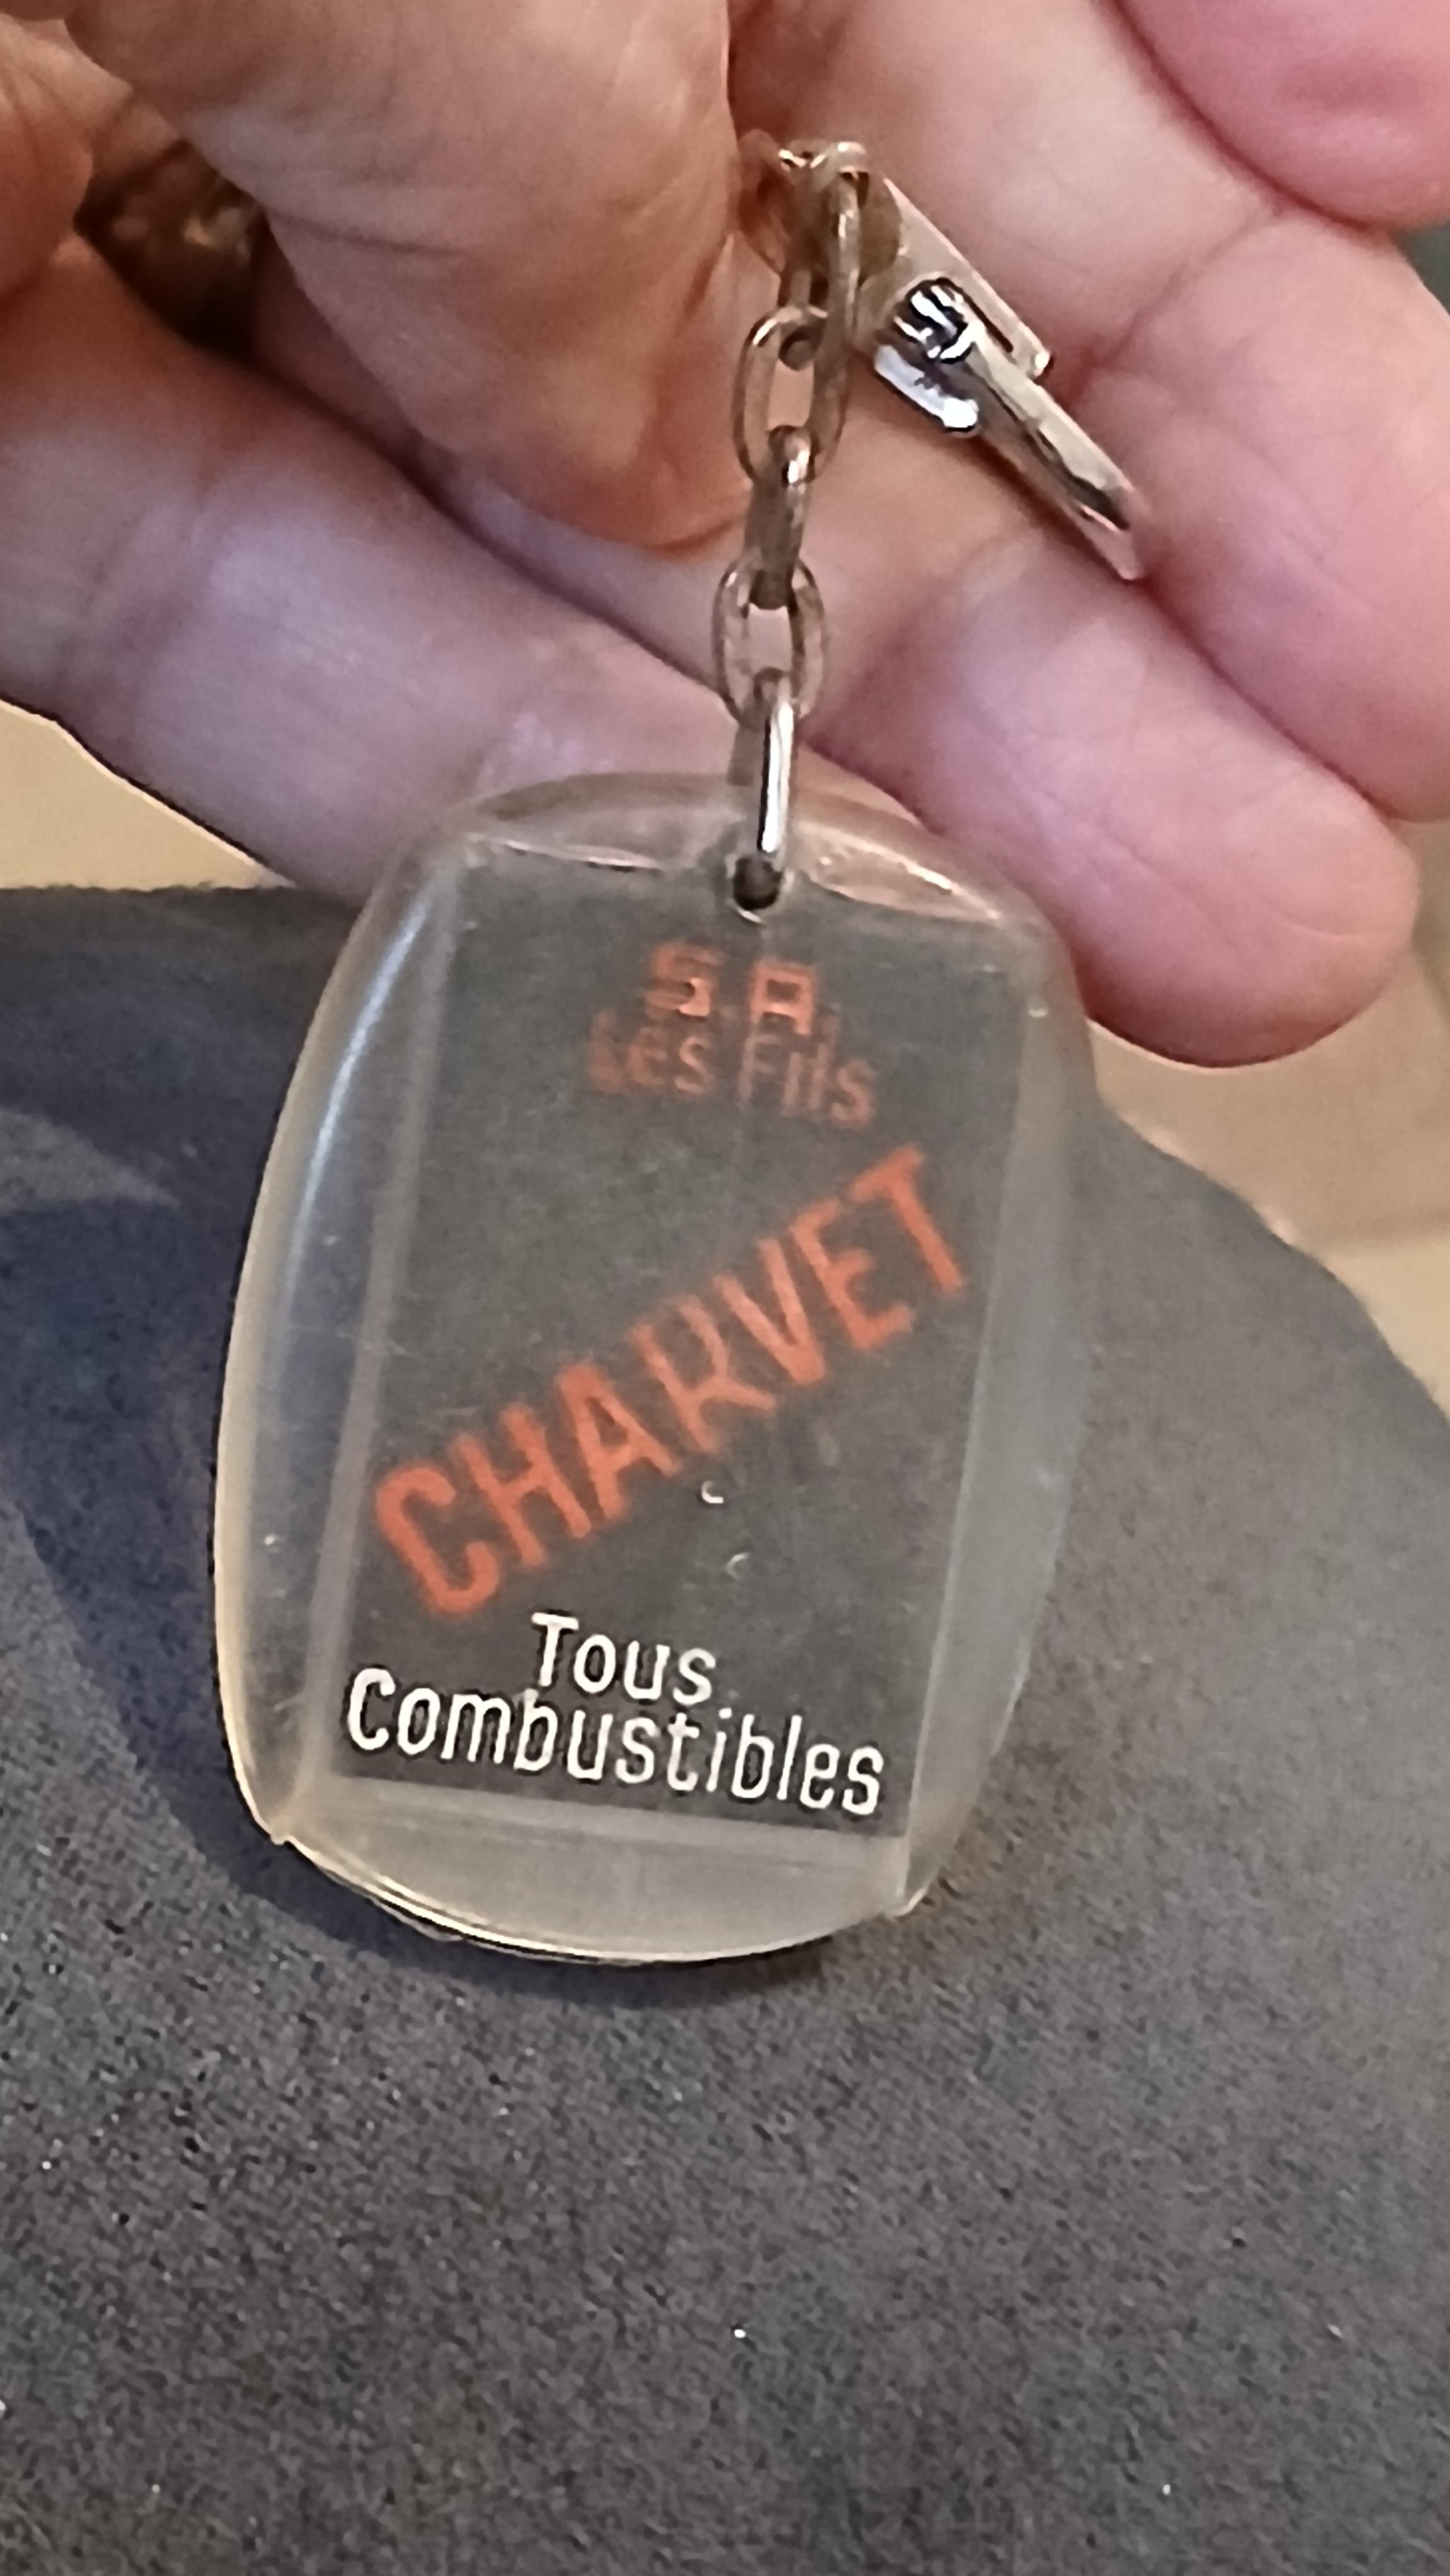 S.A.
Les Fils
CHARVET
Tous
Combustibles